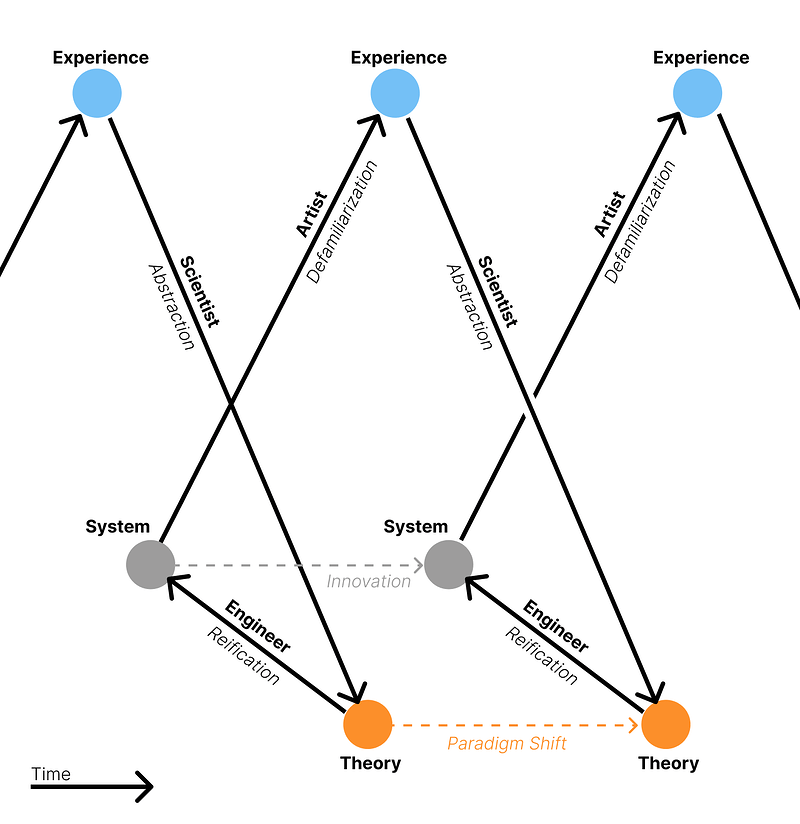 Experience
Experience
Experience
Scientist
Abstraction
Artist
Defamiliarization
Scientist
Abstraction
Artist
Defamiliarization
System
System
Innovation
Engineer
Reification
Engineer
Reification
Paradigm Shift
Theory
Theory
Time